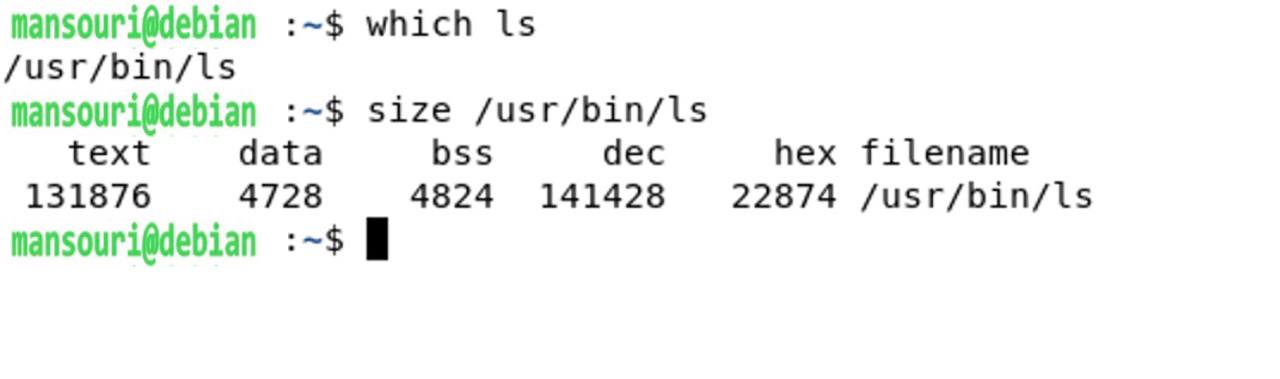 mansouri@debian :~$ which ls
/usr/bin/ls
mansouri@debian :~$ size /usr/bin/ls
   text    data     bss     dec     hex filename
 131876    4728    4824  141428   22874 /usr/bin/ls
mansouri@debian :~$